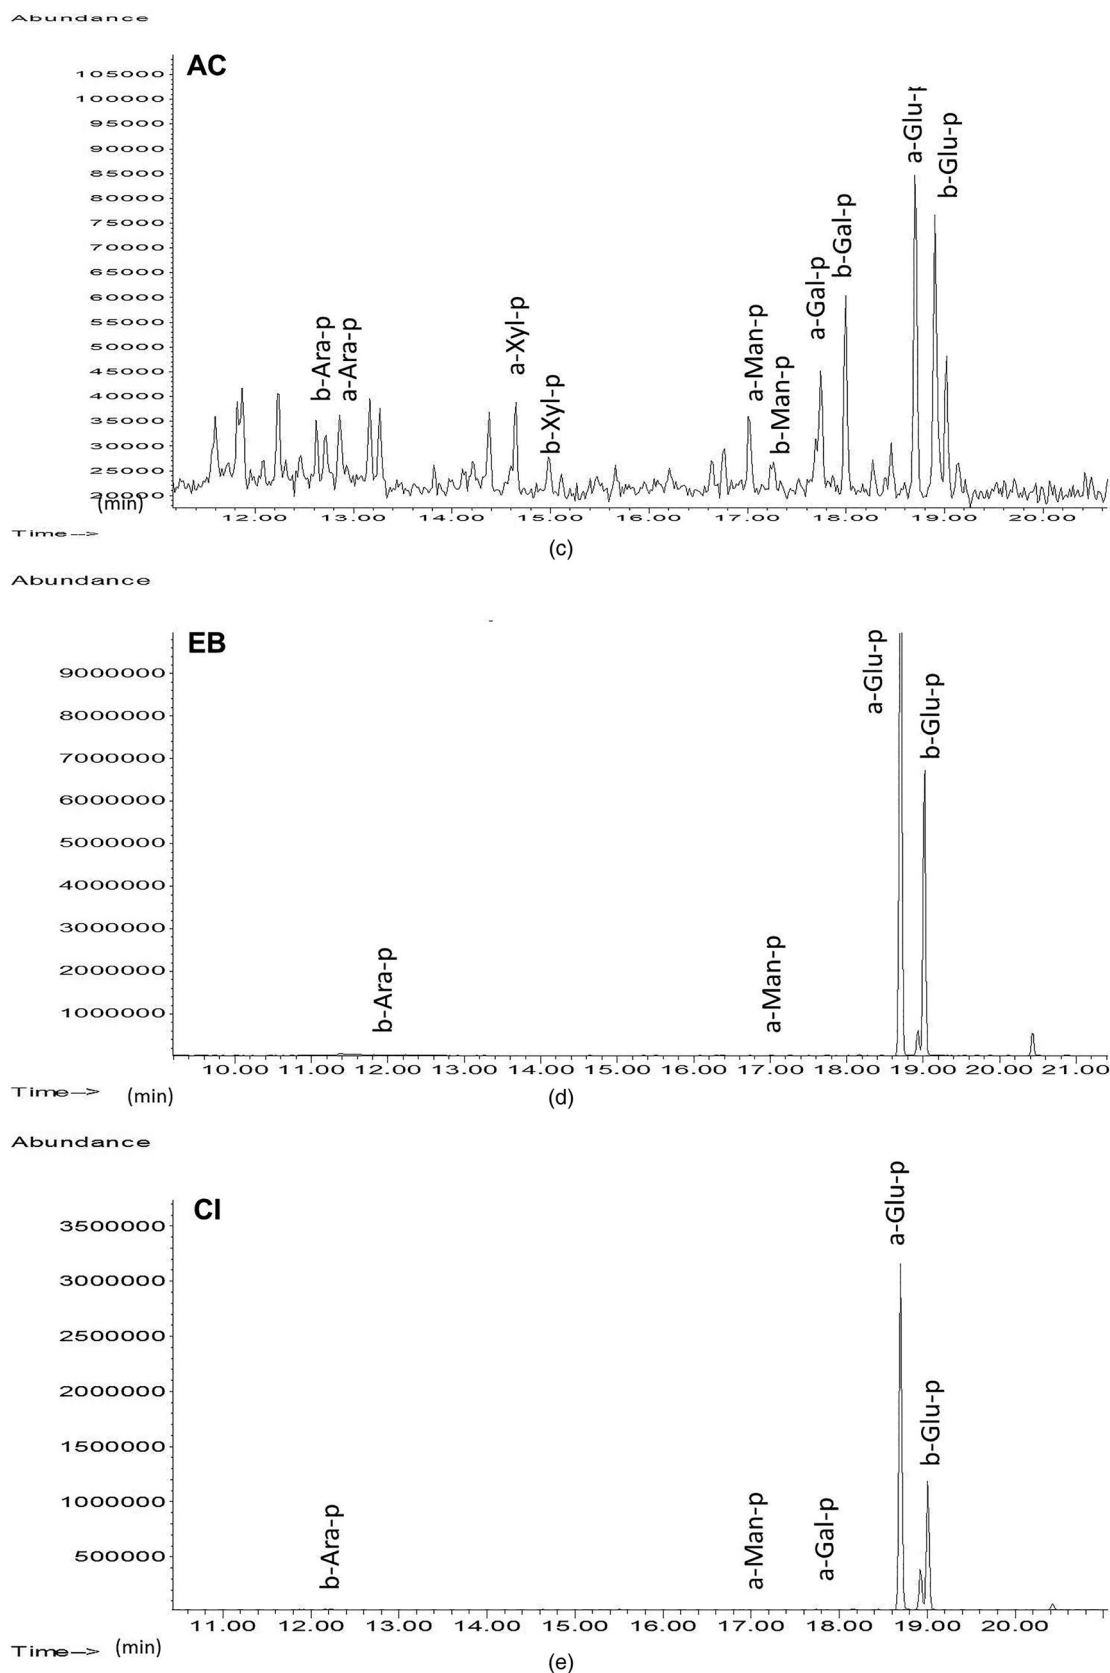 Abundance
AC
105000
100000
95000
90000
85000
80000
75000
70000
65000
60000
55000
50000
45000
40000
35000
30000
25000
20000
(min)
b-Ara-p
a-Ara-p
a-Xyl-p
b-Xyl-p
a-Man-p
b-Man-p
a-Gal-p
b-Gal-p
a-Glu-p
b-Glu-p
12.00 13.00 14.00 15.00 16.00 17.00 18.00 19.00 20.00
Time-->
(c)
Abundance
EB
9000000
8000000
7000000
6000000
5000000
4000000
3000000
2000000
1000000
b-Ara-p
a-Man-p
a-Glu-p
b-Glu-p
10.00 11.00 12.00 13.00 14.00 15.00 16.00 17.00 18.00 19.00 20.00 21.00
Time--> (min)
(d)
Abundance
CI
3500000
3000000
2500000
2000000
1500000
1000000
500000
b-Ara-p
a-Man-p
a-Gal-p
a-Glu-p
b-Glu-p
11.00 12.00 13.00 14.00 15.00 16.00 17.00 18.00 19.00 20.00
Time--> (min)
(e)